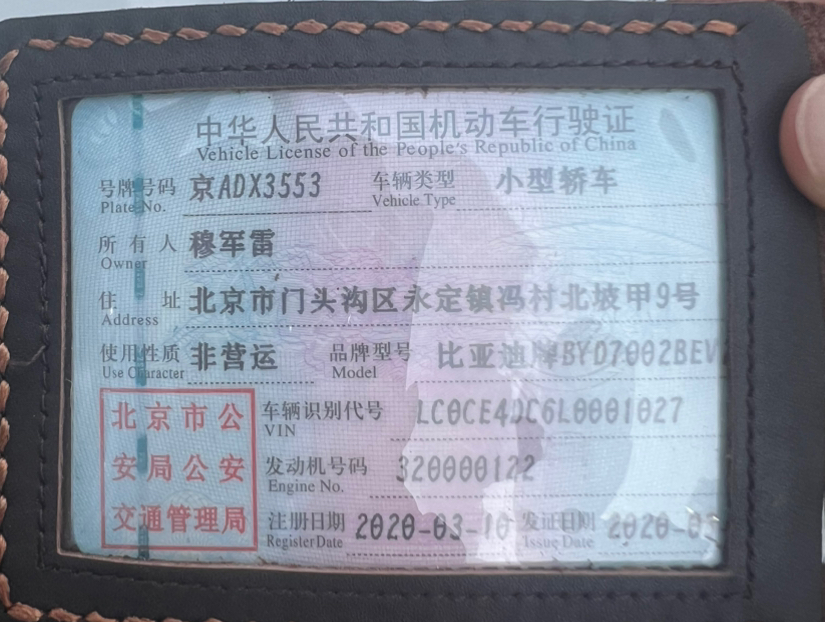 中华人民共和国机动车行驶证
Vehicle License of the People's Republic of China
号牌号码 京ADX3553 车辆类型 小型轿车
Plate No. Vehicle Type
所有人 穆军雷
Owner
住址 北京市门头沟区永定镇冯村北坡甲9号
Address
使用性质 非营运 品牌型号 比亚迪牌BYD7002BEV
Use Character Model
北京市公 车辆识别代号 LC0CE4DC6L0001027
VIN
安局公安 发动机号码 320000122
Engine No.
交通管理局 注册日期 2020-03-10 发证日期 2020-0
Register Date Issue Date